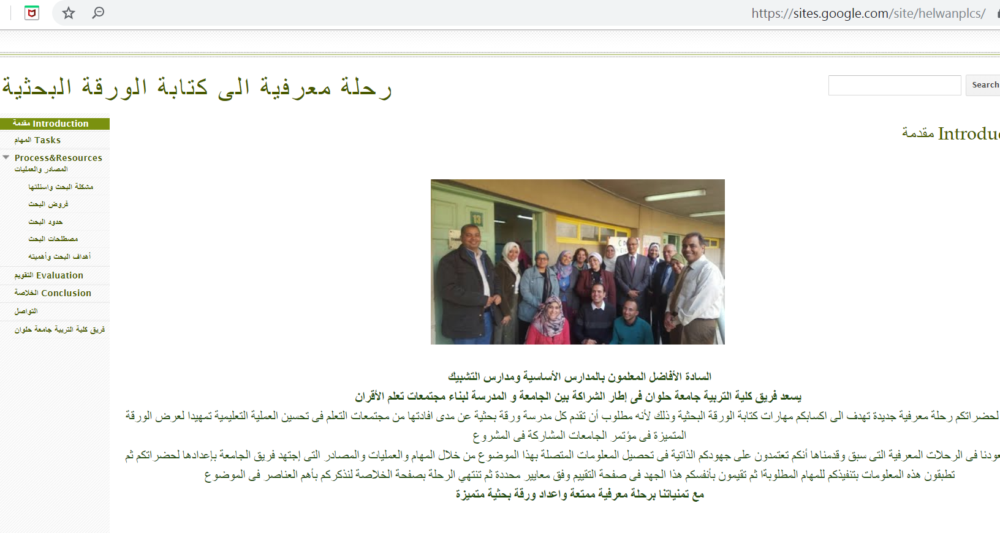 https://sites.google.com/site/helwanplcs/
رحلة معرفية الى كتابة الورقة البحثية
Search
مقدمة Introduction
المهام Tasks
Process&Resources
المصادر والعمليات
مشكلة البحث واسئلتها
فروض البحث
حدود البحث
مصطلحات البحث
أهداف البحث وأهميته
التقويم Evaluation
الخلاصة Conclusion
التواصل
فريق كلية التربية جامعة حلوان
مقدمة Introduc
13
السادة الأفاضل المعلمون بالمدارس الأساسية ومدارس التشبيك
يسعد فريق كلية التربية جامعة حلوان فى إطار الشراكة بين الجامعة و المدرسة لبناء مجتمعات تعلم الأقران
لحضراتكم رحلة معرفية جديدة تهدف الى اكسابكم مهارات كتابة الورقة البحثية وذلك لأنه مطلوب أن تقدم كل مدرسة ورقة بحثية عن مدى افادتها من مجتمعات التعلم فى تحسين العملية التعليمية تمهيدا لعرض الورقة
المتميزة فى مؤتمر الجامعات المشاركة فى المشروع
عودنا فى الرحلات المعرفية التى سبق وقدمناها أنكم تعتمدون على جهودكم الذاتية فى تحصيل المعلومات المتصلة بهذا الموضوع من خلال المهام والعمليات والمصادر التى إجتهد فريق الجامعة بإعدادها لحضراتكم ثم
تطبقون هذه المعلومات بتنفيذكم للمهام المطلوبةا ثم تقيمون بأنفسكم هذا الجهد فى صفحة التقييم وفق معايير محددة ثم تنتهي الرحلة بصفحة الخلاصة لنذكركم بأهم العناصر فى الموضوع
مع تمنياتنا برحلة معرفية ممتعة واعداد ورقة بحثية متميزة